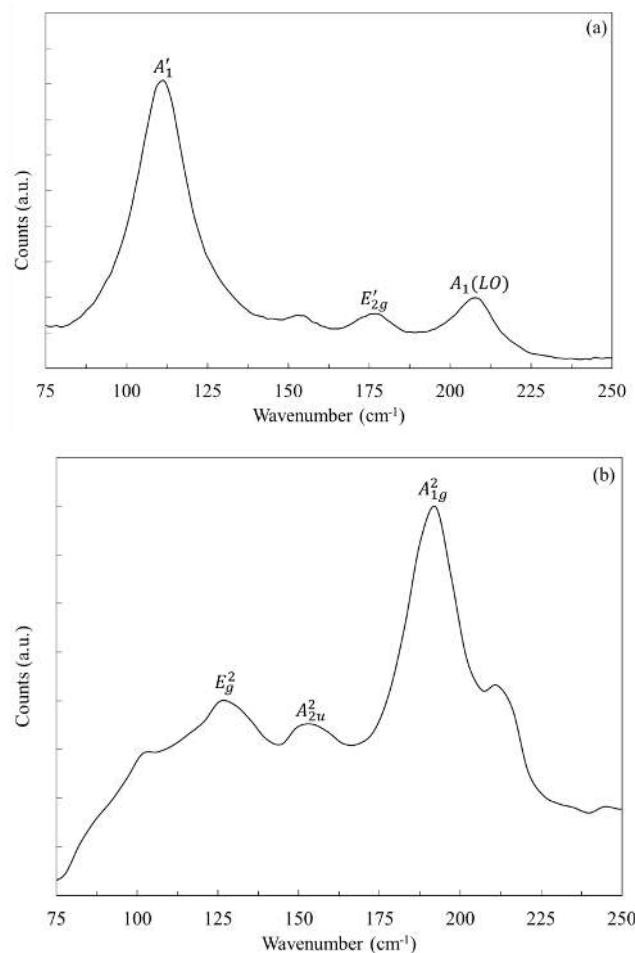 (a)
A′₁
E′₂g
A₁(LO)
Counts (a.u.)
75 100 125 150 175 200 225 250
Wavenumber (cm⁻¹)
(b)
A²₁g
E²g
A²₂u
Counts (a.u.)
75 100 125 150 175 200 225 250
Wavenumber (cm⁻¹)